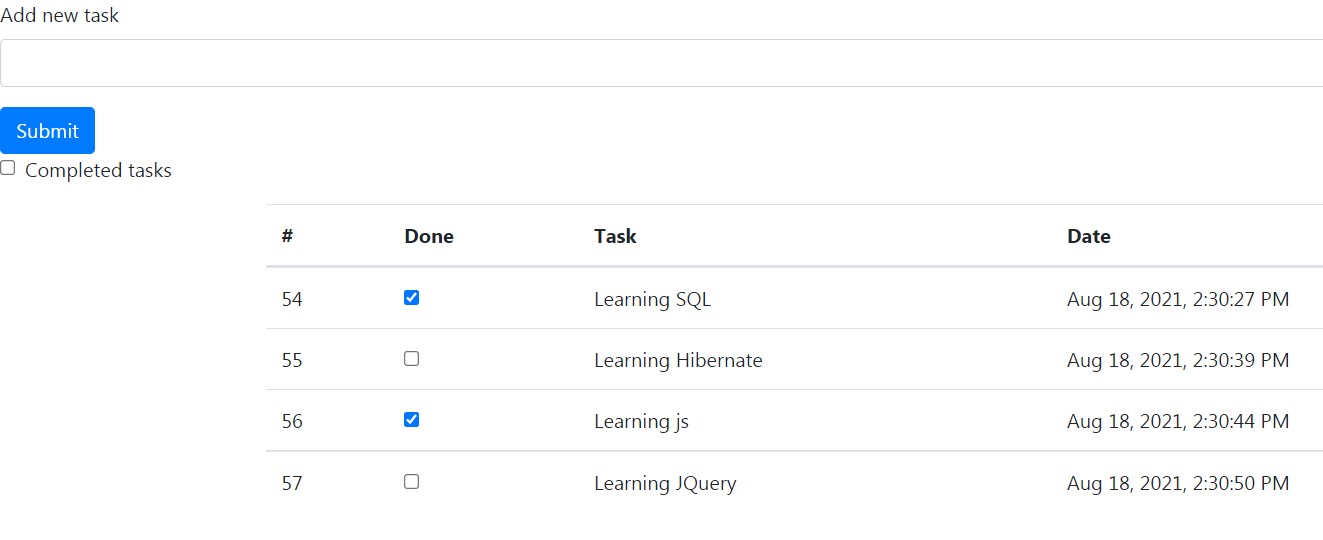 Add new task
Submit
Completed tasks
# Done Task Date
54 Learning SQL Aug 18, 2021, 2:30:27 PM
55 Learning Hibernate Aug 18, 2021, 2:30:39 PM
56 Learning js Aug 18, 2021, 2:30:44 PM
57 Learning JQuery Aug 18, 2021, 2:30:50 PM